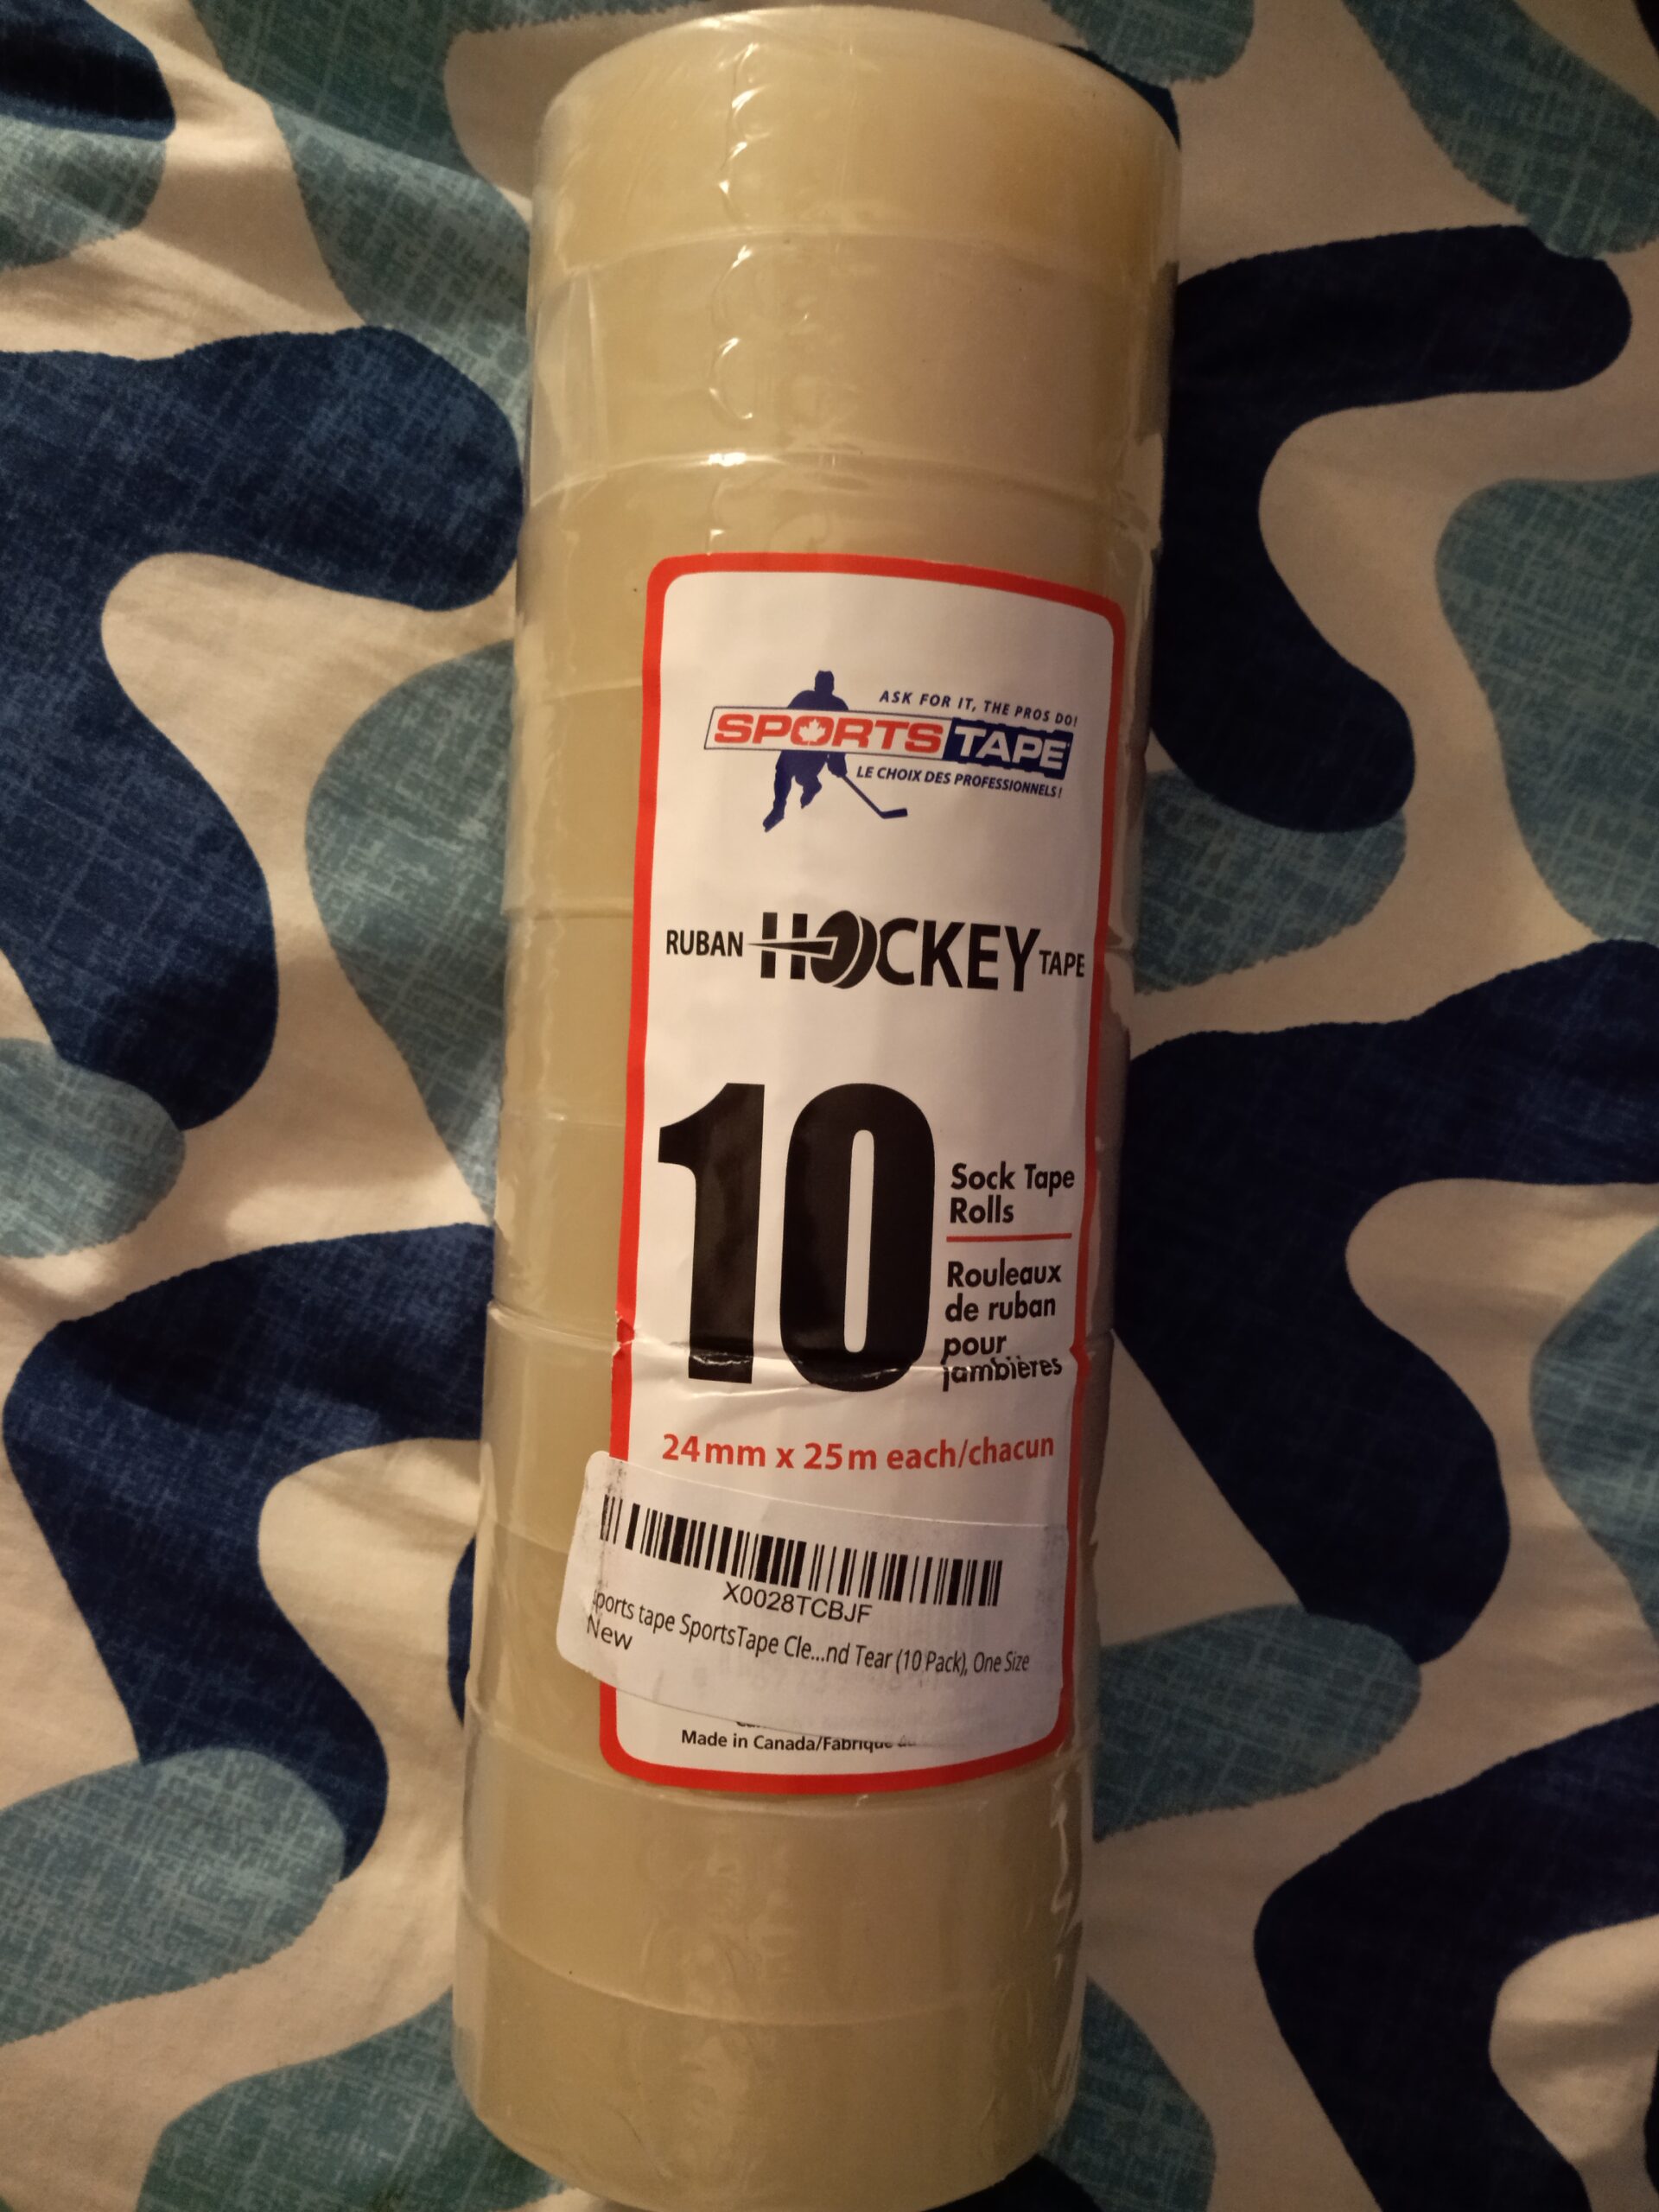 ASK FOR IT, THE PROS DO!
SPORTSTAPE
LE CHOIX DES PROFESSIONNELS!
RUBAN HOCKEY TAPE
10
Sock Tape
Rolls
Rouleaux
de ruban
pour
jambières
24mm x 25m each/chacun
X0028TCBJF
Sports tape SportsTape Cle...nd Tear (10 Pack), One Size
New
Made in Canada/Fabriqué au